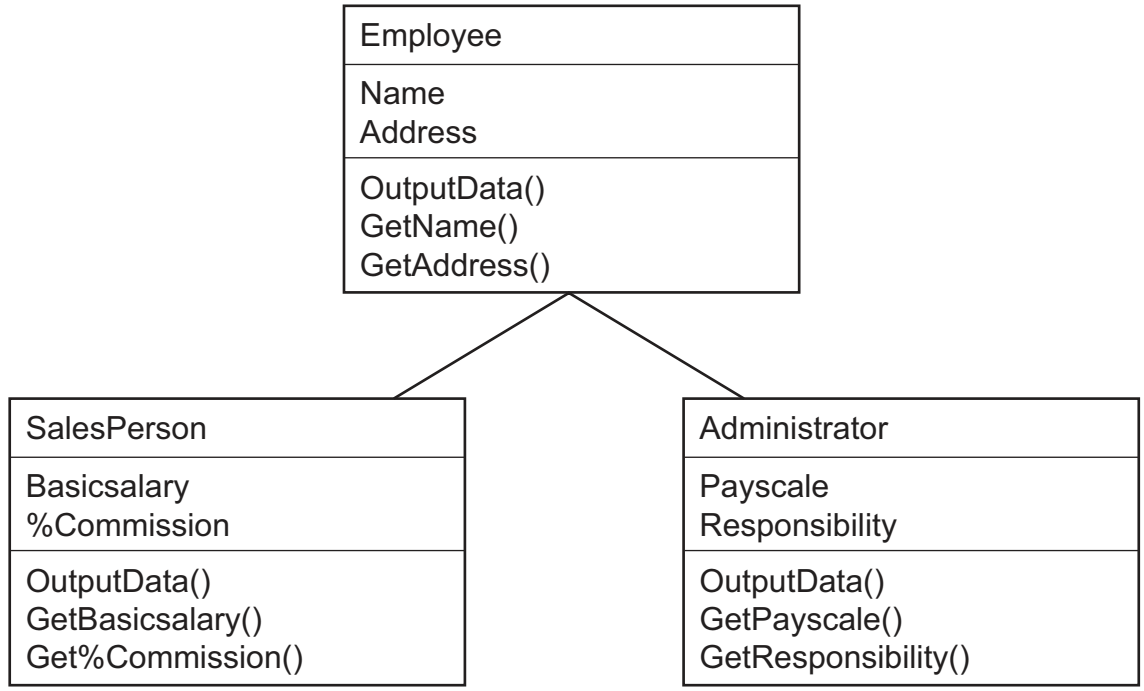 Employee
Name
Address
OutputData()
GetName()
GetAddress()
SalesPerson
Basicsalary
%Commission
OutputData()
GetBasicsalary()
Get%Commission()
Administrator
Payscale
Responsibility
OutputData()
GetPayscale()
GetResponsibility()